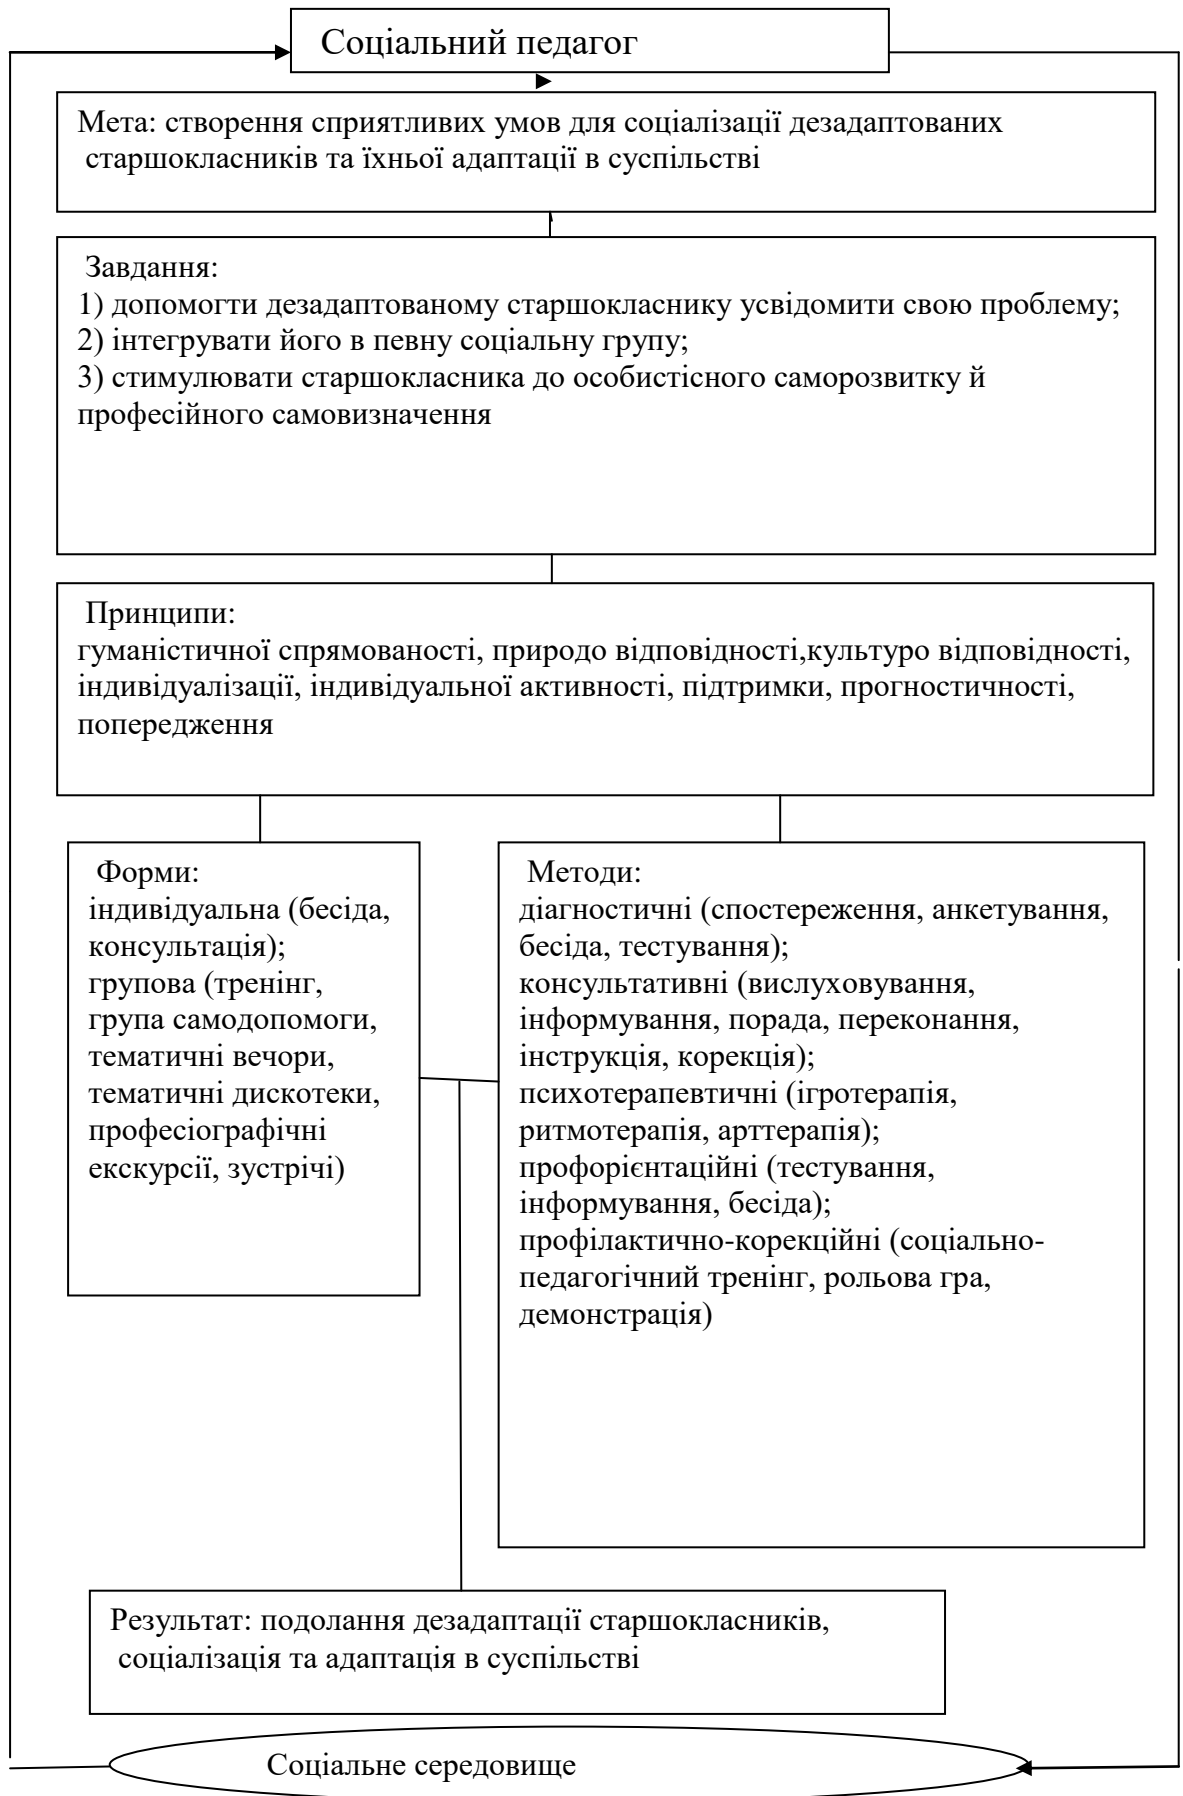 Соціальний педагог
Мета: створення сприятливих умов для соціалізації дезадаптованих
старшокласників та їхньої адаптації в суспільстві
Завдання:
1) допомогти дезадаптованому старшокласнику усвідомити свою проблему;
2) інтегрувати його в певну соціальну групу;
3) стимулювати старшокласника до особистісного саморозвитку й
професійного самовизначення
Принципи:
гуманістичної спрямованості, природо відповідності,культуро відповідності,
індивідуалізації, індивідуальної активності, підтримки, прогностичності,
попередження
Форми:
індивідуальна (бесіда,
консультація);
групова (тренінг,
група самодопомоги,
тематичні вечори,
тематичні дискотеки,
професіографічні
екскурсії, зустрічі)
Методи:
діагностичні (спостереження, анкетування,
бесіда, тестування);
консультативні (вислуховування,
інформування, порада, переконання,
інструкція, корекція);
психотерапевтичні (ігротерапія,
ритмотерапія, арттерапія);
профорієнтаційні (тестування,
інформування, бесіда);
профілактично-корекційні (соціально-
педагогічний тренінг, рольова гра,
демонстрація)
Результат: подолання дезадаптації старшокласників,
соціалізація та адаптація в суспільстві
Соціальне середовище